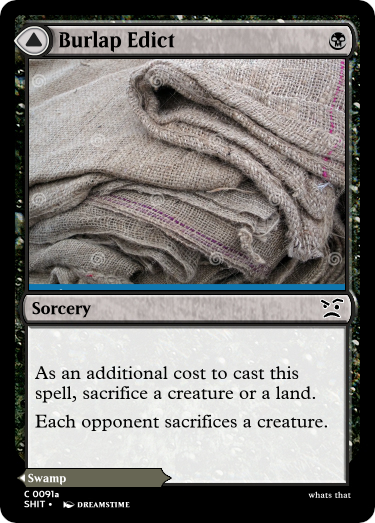 Burlap Edict
Sorcery
As an additional cost to cast this
spell, sacrifice a creature or a land.
Each opponent sacrifices a creature.
Swamp
C 0091a
SHIT • DREAMSTIME
whats that